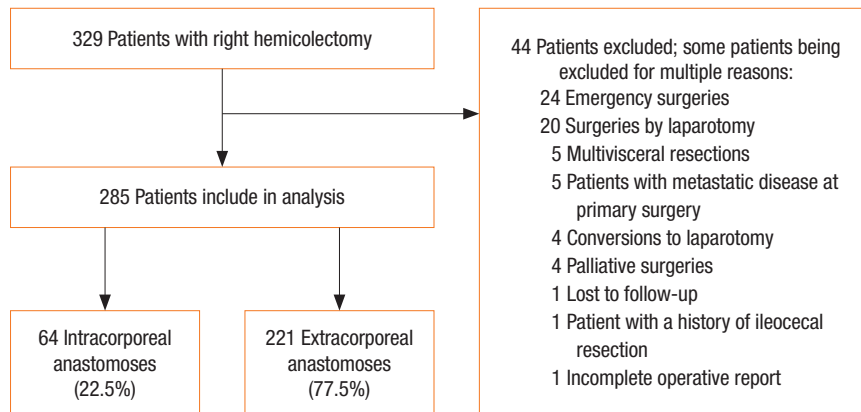 329 Patients with right hemicolectomy
44 Patients excluded; some patients being
excluded for multiple reasons:
24 Emergency surgeries
20 Surgeries by laparotomy
5 Multivisceral resections
5 Patients with metastatic disease at
primary surgery
4 Conversions to laparotomy
4 Palliative surgeries
1 Lost to follow-up
1 Patient with a history of ileocecal
resection
1 Incomplete operative report
285 Patients include in analysis
64 Intracorporeal
anastomoses
(22.5%)
221 Extracorporeal
anastomoses
(77.5%)